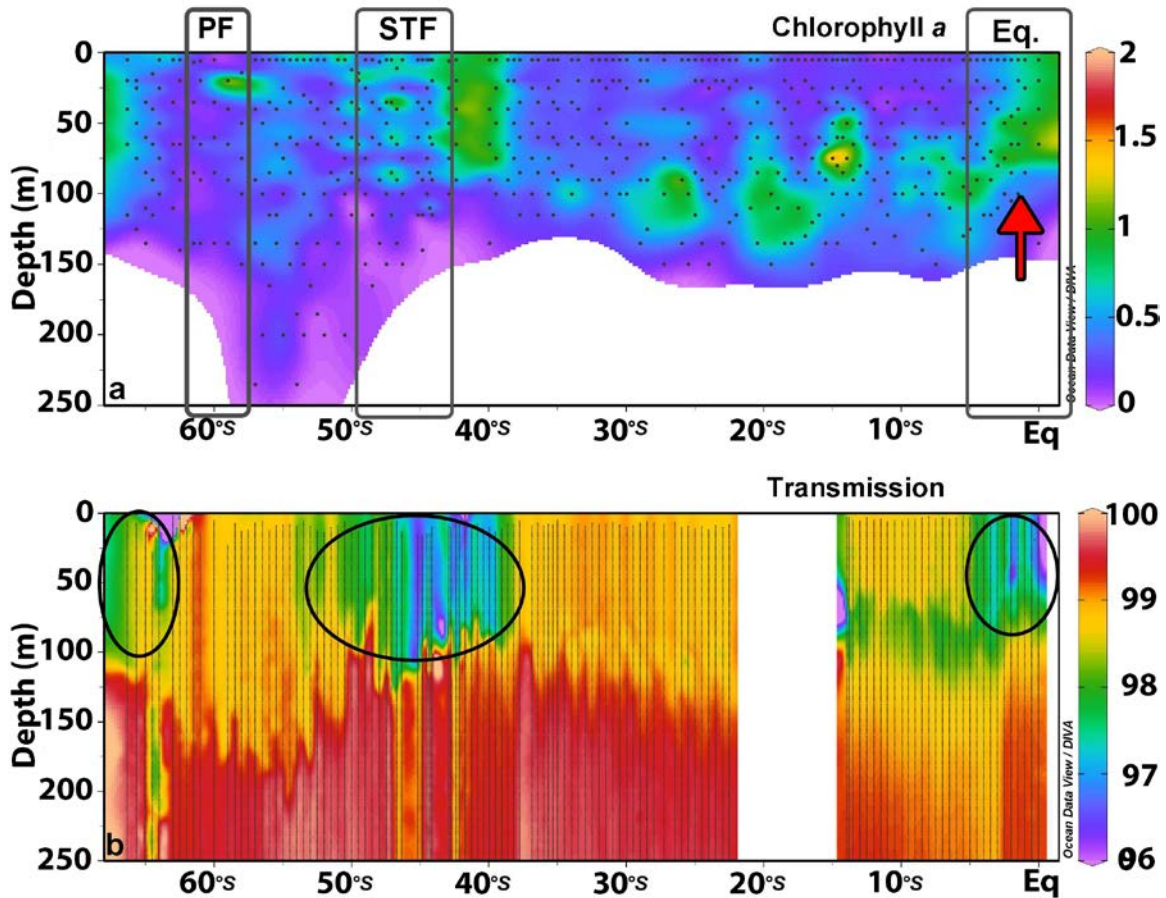 PF
STF
Chlorophyll a
Eq.
0
50
100
150
200
250
Depth (m)
a
60°S
50°S
40°S
30°S
20°S
10°S
Eq
2
1.5
1
0.5
0
Ocean Data View / DIVA
Transmission
0
50
100
150
200
250
Depth (m)
b
60°S
50°S
40°S
30°S
20°S
10°S
Eq
100
99
98
97
96
Ocean Data View / DIVA